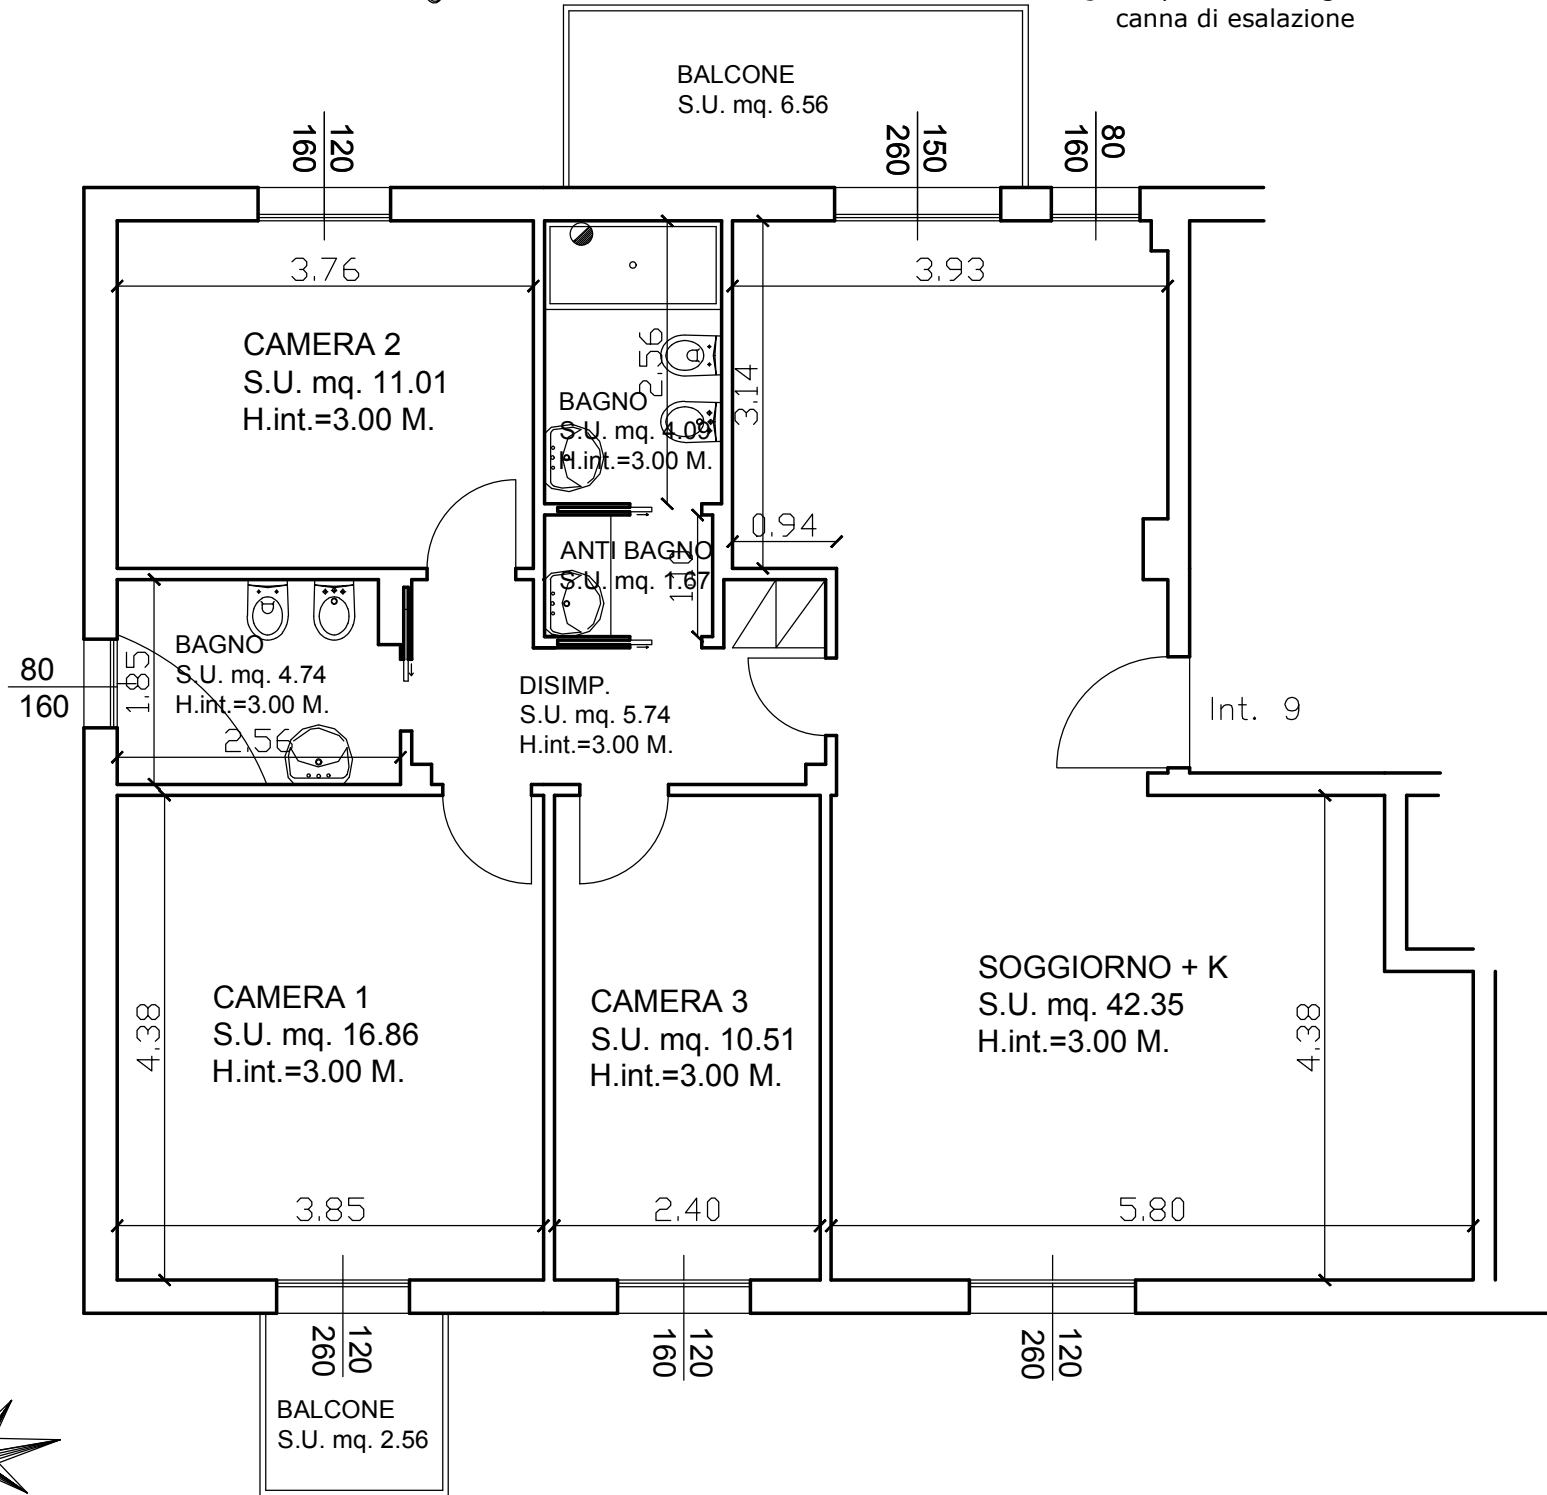 canna di esalazione
BALCONE
S.U. mq. 6.56
120
160
150
260
80
160
3.76
3.93
CAMERA 2
S.U. mq. 11.01
H.int.=3.00 M.
2.56
3.14
BAGNO
S.U. mq. 4.09
H.int.=3.00 M.
0.94
ANTI BAGNO
S.U. mq. 1.67
1.10
BAGNO
S.U. mq. 4.74
H.int.=3.00 M.
80
160
1.85
2.56
DISIMP.
S.U. mq. 5.74
H.int.=3.00 M.
Int. 9
CAMERA 1
S.U. mq. 16.86
H.int.=3.00 M.
4.38
CAMERA 3
S.U. mq. 10.51
H.int.=3.00 M.
SOGGIORNO + K
S.U. mq. 42.35
H.int.=3.00 M.
4.38
3.85
2.40
5.80
120
260
120
160
120
260
BALCONE
S.U. mq. 2.56